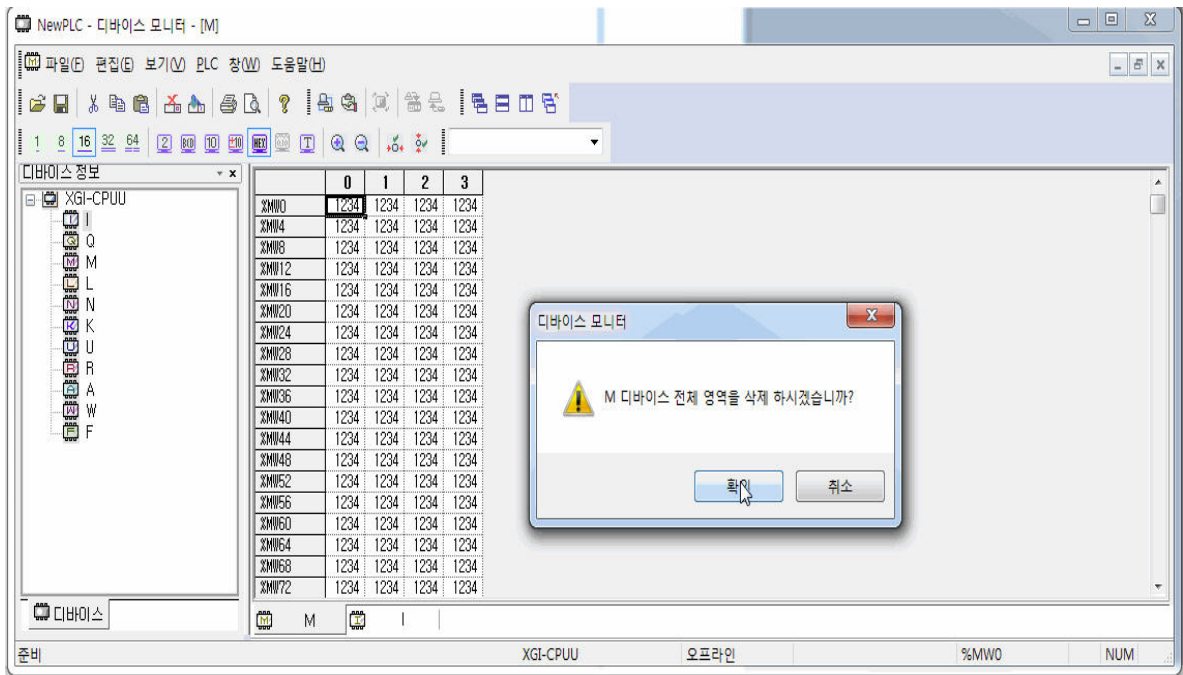 NewPLC - 디바이스 모니터 - [M]
파일(F) 편집(E) 보기(V) PLC 창(W) 도움말(H)
1 8 16 32 64 2 BCD 10 ±10 HEX T
디바이스 정보
XGI-CPUU
I
Q
M
L
N
K
U
R
A
W
F
디바이스
0 1 2 3
%MW0 1234 1234 1234 1234
%MW4 1234 1234 1234 1234
%MW8 1234 1234 1234 1234
%MW12 1234 1234 1234 1234
%MW16 1234 1234 1234 1234
%MW20 1234 1234 1234 1234
%MW24 1234 1234 1234 1234
%MW28 1234 1234 1234 1234
%MW32 1234 1234 1234 1234
%MW36 1234 1234 1234 1234
%MW40 1234 1234 1234 1234
%MW44 1234 1234 1234 1234
%MW48 1234 1234 1234 1234
%MW52 1234 1234 1234 1234
%MW56 1234 1234 1234 1234
%MW60 1234 1234 1234 1234
%MW64 1234 1234 1234 1234
%MW68 1234 1234 1234 1234
%MW72 1234 1234 1234 1234
M I
디바이스 모니터
M 디바이스 전체 영역을 삭제 하시겠습니까?
확인 취소
준비 XGI-CPUU 오프라인 %MW0 NUM